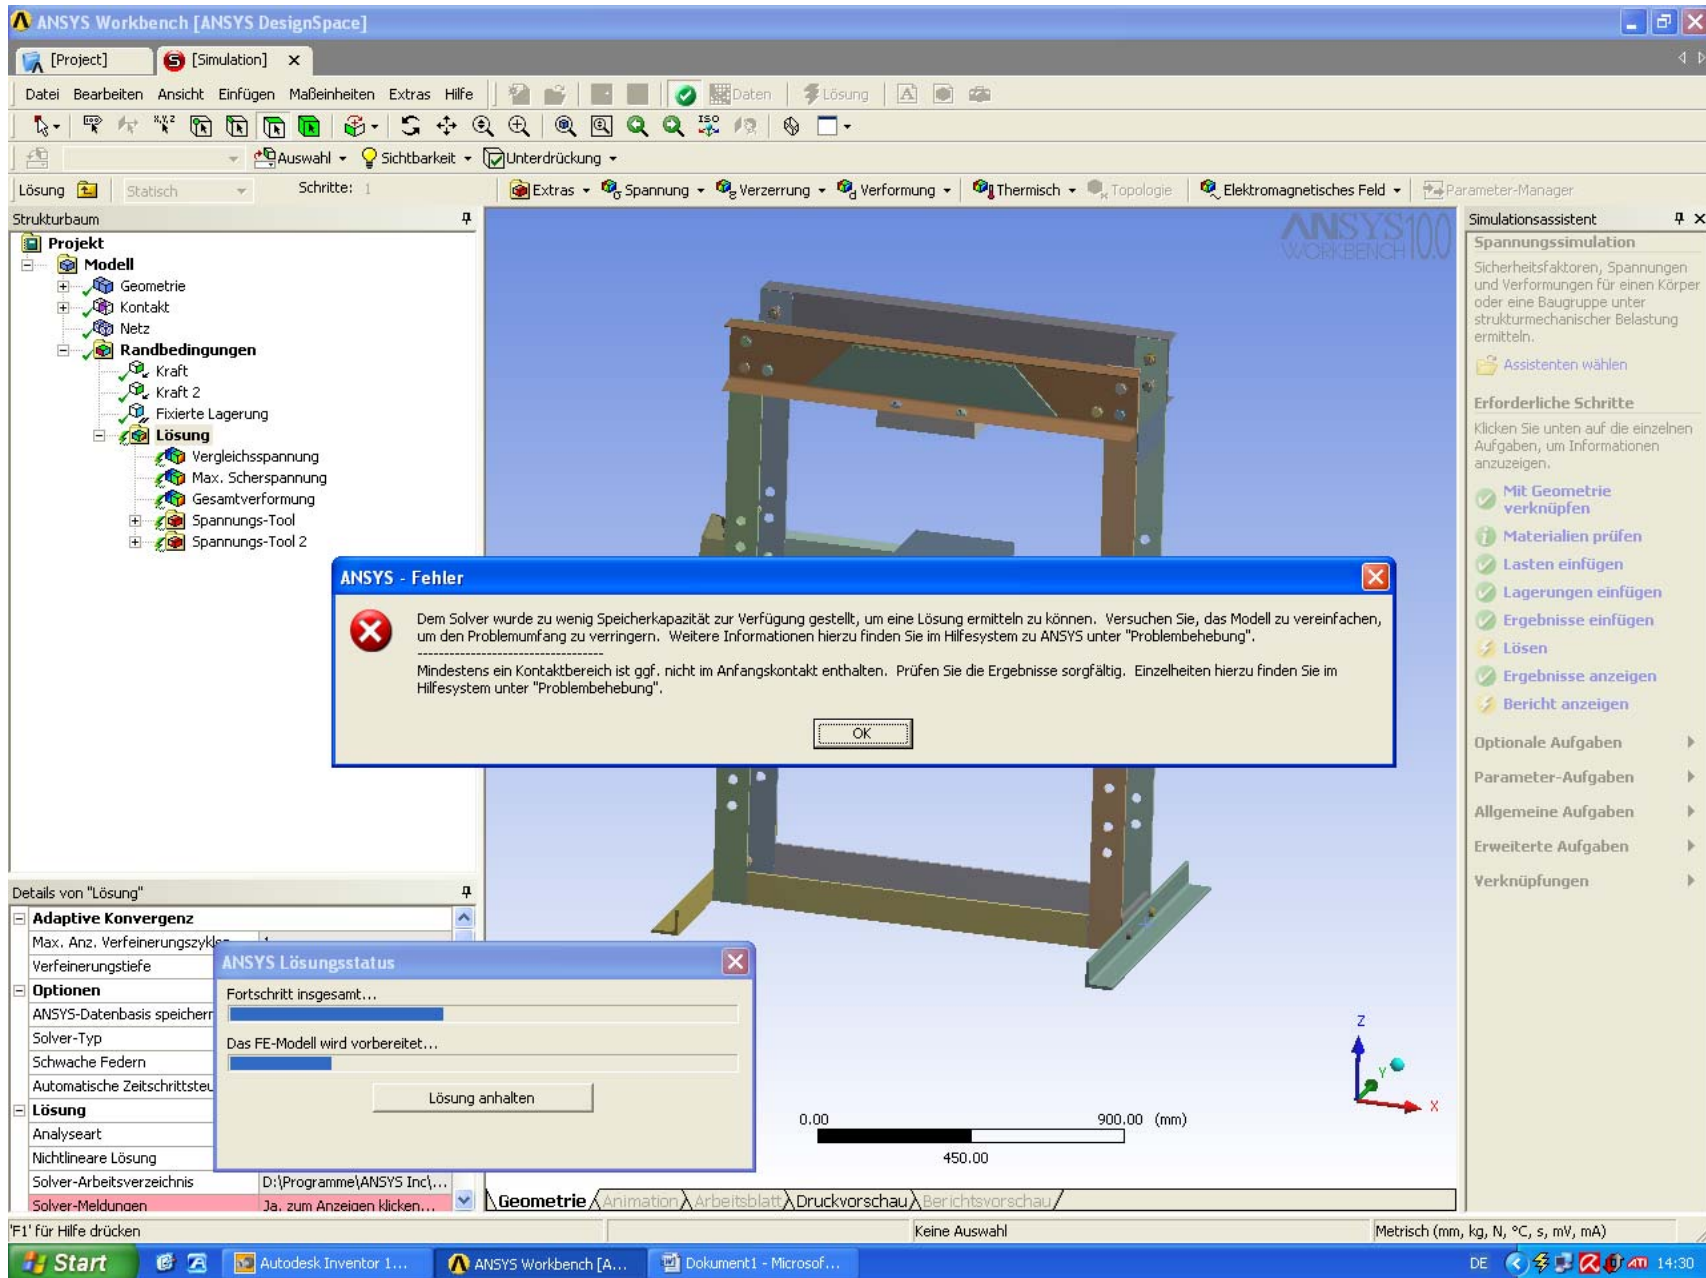 ANSYS Workbench [ANSYS DesignSpace]
[Project]
[Simulation]
Datei Bearbeiten Ansicht Einfügen Maßeinheiten Extras Hilfe
Daten
Lösung
Auswahl
Sichtbarkeit
Unterdrückung
Lösung
Statisch
Schritte: 1
Extras
Spannung
Verzerrung
Verformung
Thermisch
Topologie
Elektromagnetisches Feld
Parameter-Manager
Strukturbaum
Projekt
Modell
Geometrie
Kontakt
Netz
Randbedingungen
Kraft
Kraft 2
Fixierte Lagerung
Lösung
Vergleichsspannung
Max. Scherspannung
Gesamtverformung
Spannungs-Tool
Spannungs-Tool 2
ANSYS 10.0
WORKBENCH
Simulationsassistent
Spannungssimulation
Sicherheitsfaktoren, Spannungen
und Verformungen für einen Körper
oder eine Baugruppe unter
strukturmechanischer Belastung
ermitteln.
Assistenten wählen
Erforderliche Schritte
Klicken Sie unten auf die einzelnen
Aufgaben, um Informationen
anzuzeigen.
Mit Geometrie
verknüpfen
Materialien prüfen
Lasten einfügen
Lagerungen einfügen
Ergebnisse einfügen
Lösen
Ergebnisse anzeigen
Bericht anzeigen
Optionale Aufgaben
Parameter-Aufgaben
Allgemeine Aufgaben
Erweiterte Aufgaben
Verknüpfungen
ANSYS - Fehler
Dem Solver wurde zu wenig Speicherkapazität zur Verfügung gestellt, um eine Lösung ermitteln zu können. Versuchen Sie, das Modell zu vereinfachen,
um den Problemumfang zu verringern. Weitere Informationen hierzu finden Sie im Hilfesystem zu ANSYS unter "Problembehebung".
----------------------------------
Mindestens ein Kontaktbereich ist ggf. nicht im Anfangskontakt enthalten. Prüfen Sie die Ergebnisse sorgfältig. Einzelheiten hierzu finden Sie im
Hilfesystem unter "Problembehebung".
OK
Details von "Lösung"
Adaptive Konvergenz
Max. Anz.
Verfeinerungstiefe
Optionen
ANSYS-Datenbasis
Solver-Typ
Schwache Federn
Automatische
Lösung
Analyseart
Nichtlineare Lösung
Solver-Arbeitsverzeichnis D:\Programme\ANSYS Inc\...
Solver-Meldungen Ja, zum Anzeigen klicken...
ANSYS Lösungsstatus
Fortschritt insgesamt...
Das FE-Modell wird vorbereitet...
Lösung anhalten
0.00 900.00 (mm)
450.00
Z
Y
X
Geometrie Animation Arbeitsblatt Druckvorschau Berichtsvorschau
'F1' für Hilfe drücken
Keine Auswahl
Metrisch (mm, kg, N, °C, s, mV, mA)
Start
Autodesk Inventor 1...
ANSYS Workbench [A...
Dokument1 - Microsof...
DE
14:30